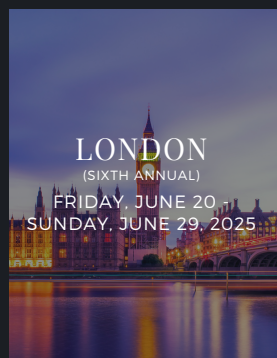 LONDON
(SIXTH ANNUAL)
FRIDAY, JUNE 20 -
SUNDAY, JUNE 29, 2025